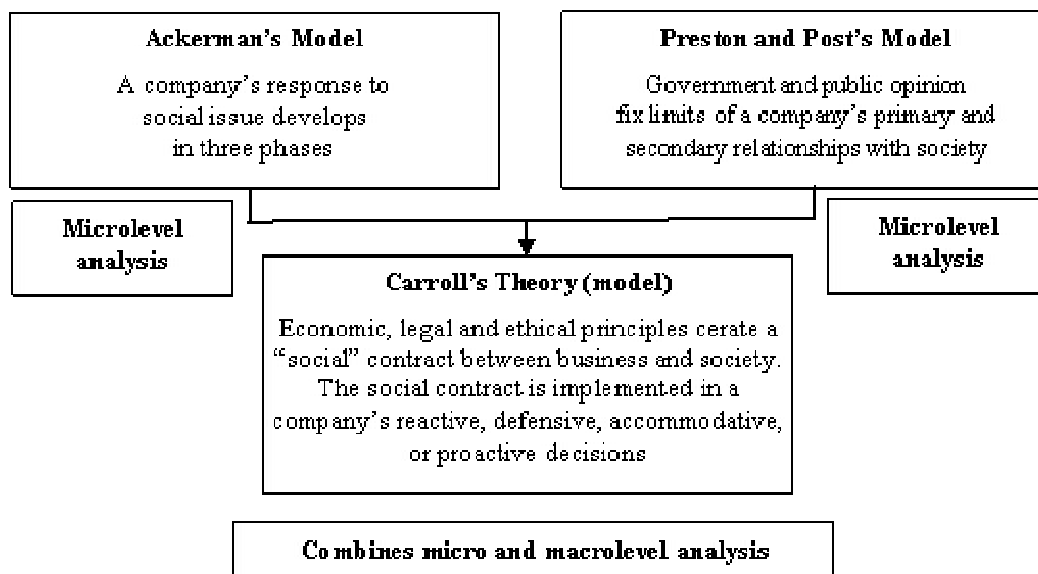 Ackerman's Model
A company's response to
social issue develops
in three phases
Preston and Post's Model
Government and public opinion
fix limits of a company's primary and
secondary relationships with society
Microlevel
analysis
Microlevel
analysis
Carroll's Theory (model)
Economic, legal and ethical principles cerate a
“social” contract between business and society.
The social contract is implemented in a
company's reactive, defensive, accommodative,
or proactive decisions
Combines micro and macrolevel analysis